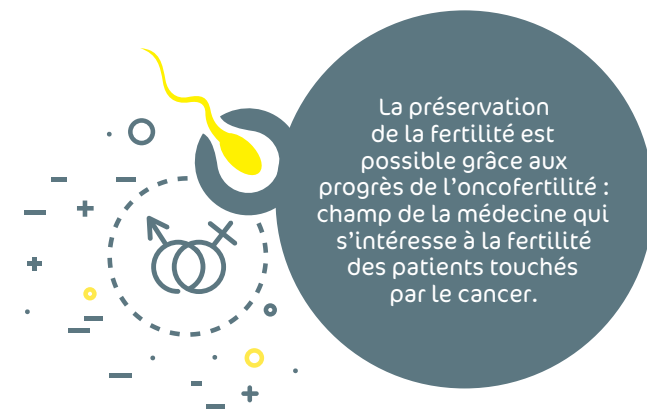 La préservation
de la fertilité est
possible grâce aux
progrès de l'oncofertilité :
champ de la médecine qui
s'intéresse à la fertilité
des patients touchés
par le cancer.